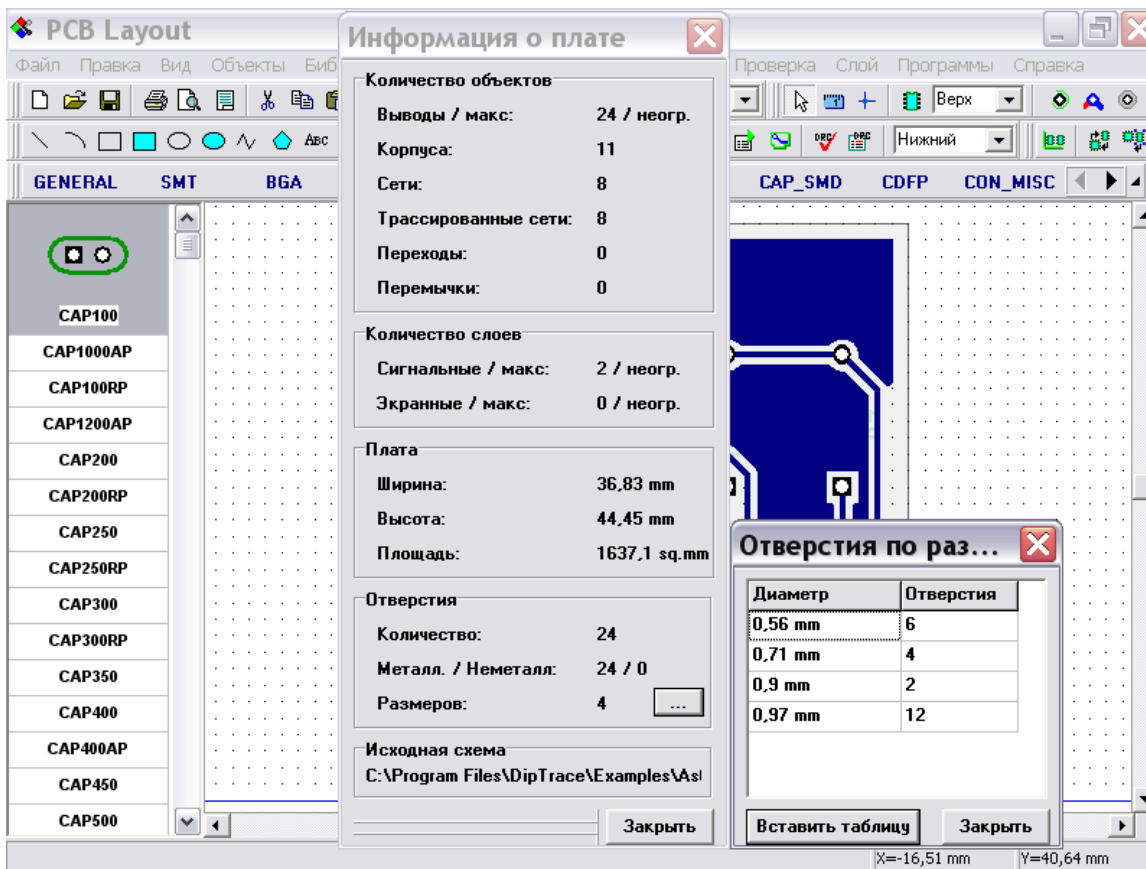 PCB Layout
Файл Правка Вид Объекты Биб
Проверка Слой Программы Справка
Верх
Abc
DRC DRC
Нижний
GENERAL SMT BGA
CAP_SMD CDFP CON_MISC
CAP100
CAP1000AP
CAP100RP
CAP1200AP
CAP200
CAP200RP
CAP250
CAP250RP
CAP300
CAP300RP
CAP350
CAP400
CAP400AP
CAP450
CAP500
Информация о плате
Количество объектов
Выводы / макс: 24 / неогр.
Корпуса: 11
Сети: 8
Трассированные сети: 8
Переходы: 0
Перемычки: 0
Количество слоев
Сигнальные / макс: 2 / неогр.
Экранные / макс: 0 / неогр.
Плата
Ширина: 36,83 mm
Высота: 44,45 mm
Площадь: 1637,1 sq.mm
Отверстия
Количество: 24
Металл. / Неметалл: 24 / 0
Размеров: 4 ...
Исходная схема
C:\Program Files\DipTrace\Examples\Asl
Закрыть
Отверстия по раз...
Диаметр Отверстия
0,56 mm 6
0,71 mm 4
0,9 mm 2
0,97 mm 12
Вставить таблицу Закрыть
X=-16,51 mm Y=40,64 mm